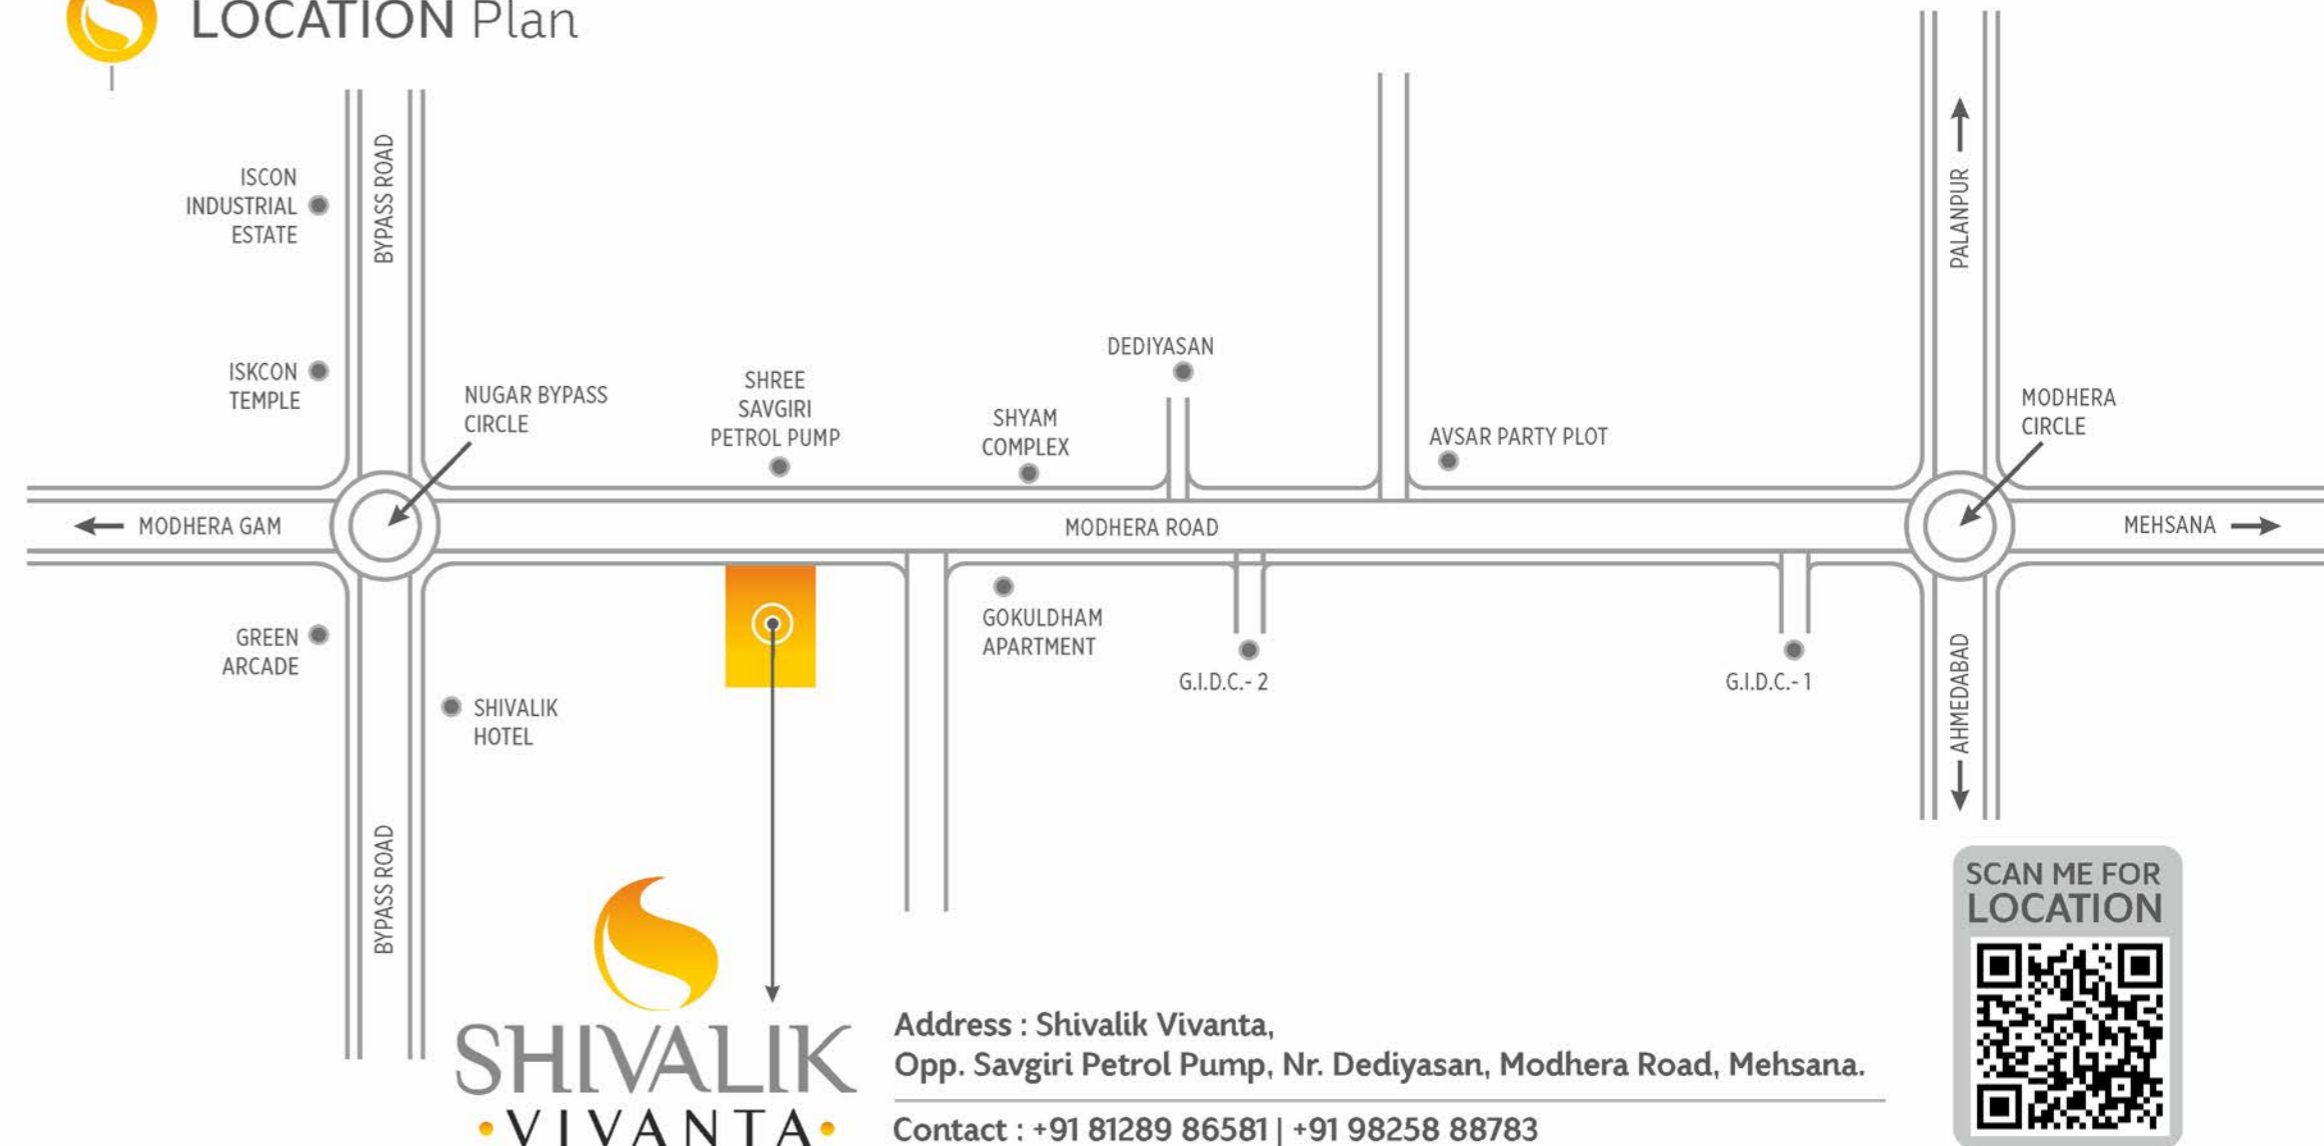 LOCATION Plan
ISCON
INDUSTRIAL
ESTATE
BYPASS ROAD
PALANPUR
ISKCON
TEMPLE
NUGAR BYPASS
CIRCLE
SHREE
SAVGIRI
PETROL PUMP
SHYAM
COMPLEX
DEDIYASAN
AVSAR PARTY PLOT
MODHERA
CIRCLE
MODHERA GAM
MODHERA ROAD
MEHSANA
GREEN
ARCADE
SHIVALIK
HOTEL
GOKULDHAM
APARTMENT
G.I.D.C.- 2
G.I.D.C.- 1
AHMEDABAD
BYPASS ROAD
SCAN ME FOR
LOCATION
SHIVALIK
•VIVANTA•
Address : Shivalik Vivanta,
Opp. Savgiri Petrol Pump, Nr. Dediyasan, Modhera Road, Mehsana.
Contact : +91 81289 86581 | +91 98258 88783